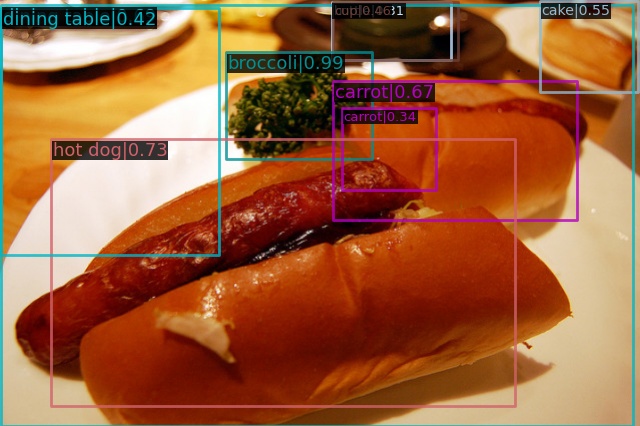 dining table|0.42
cup|0.46
cake|0.55
broccoli|0.99
carrot|0.67
carrot|0.34
hot dog|0.73